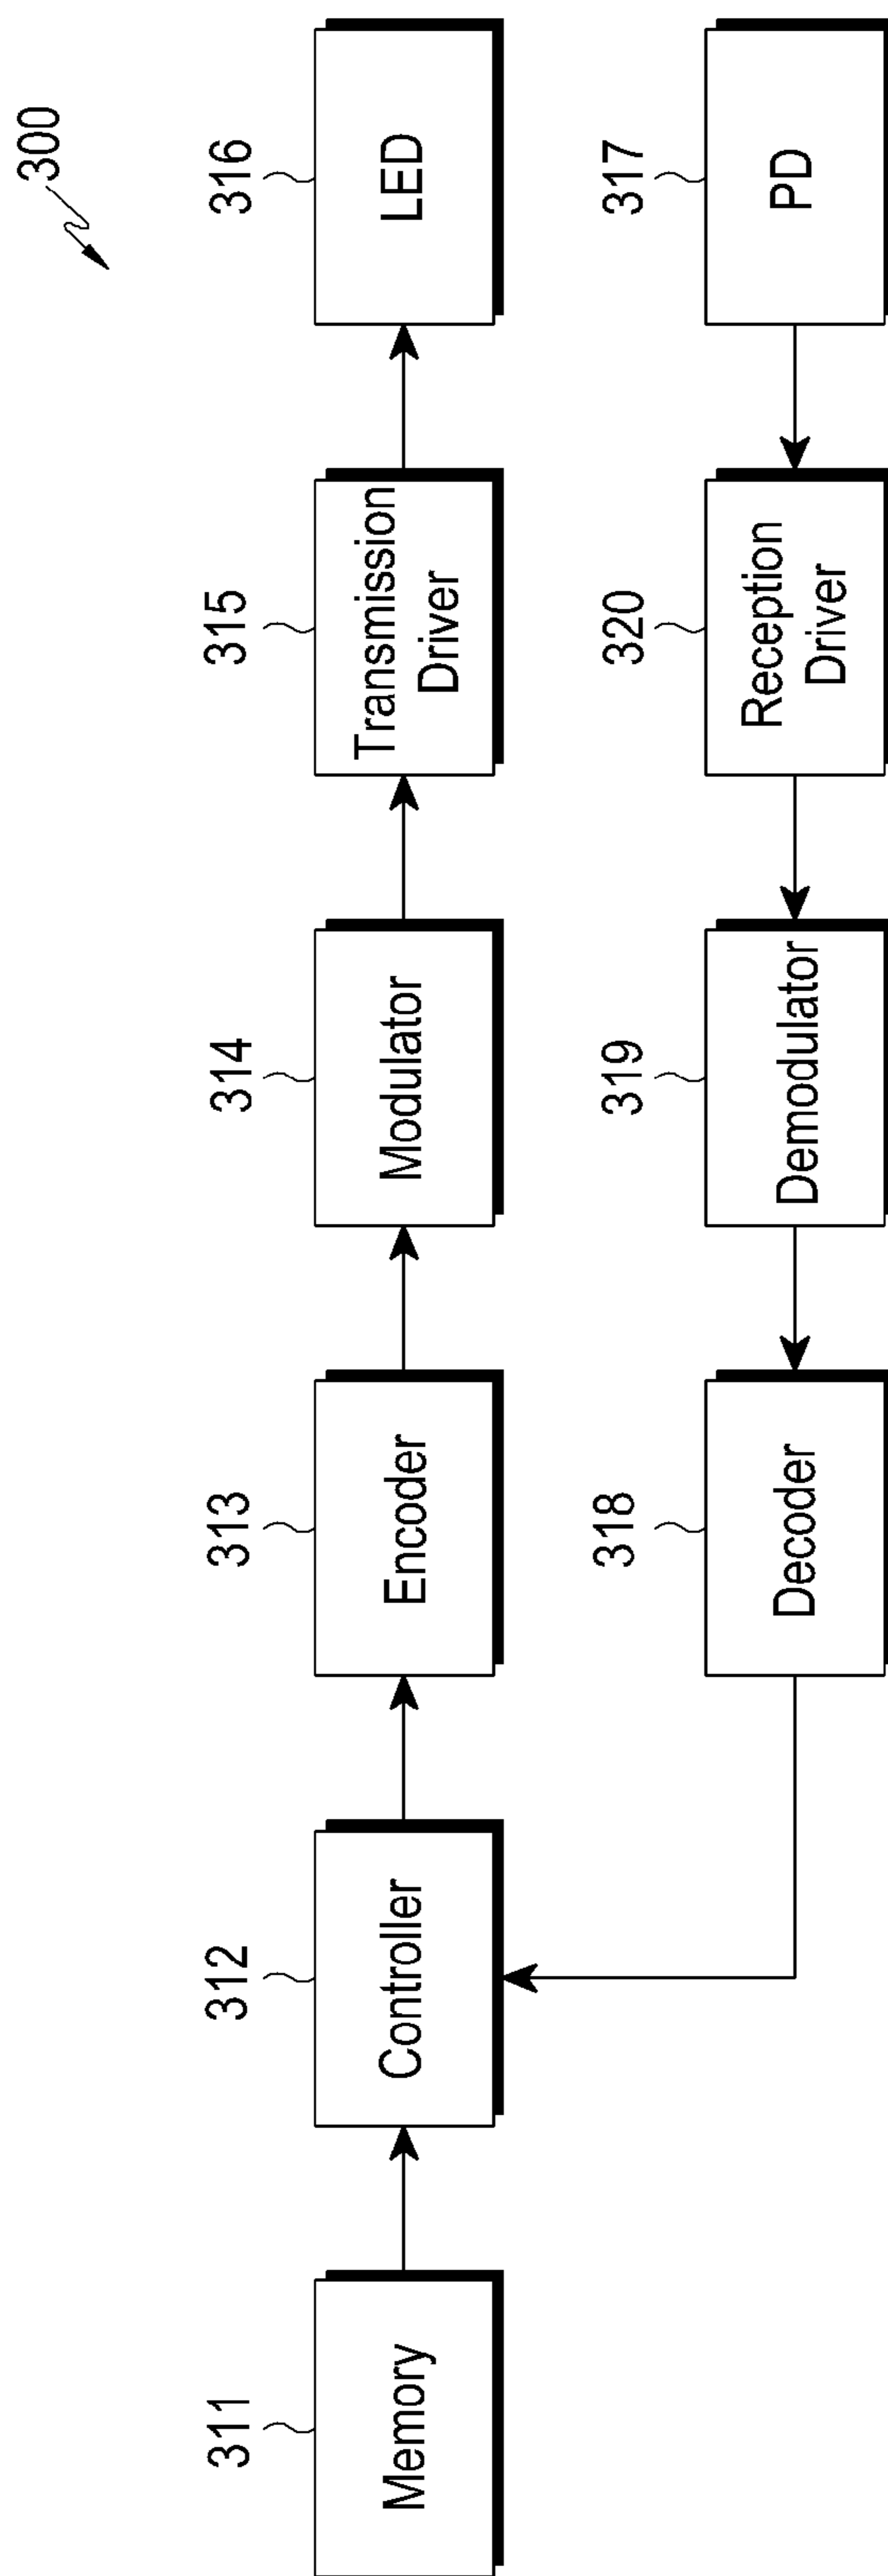 300
311
312
313
314
315
316
Memory
Controller
Encoder
Modulator
Transmission
Driver
LED
318
319
320
317
Decoder
Demodulator
Reception
Driver
PD